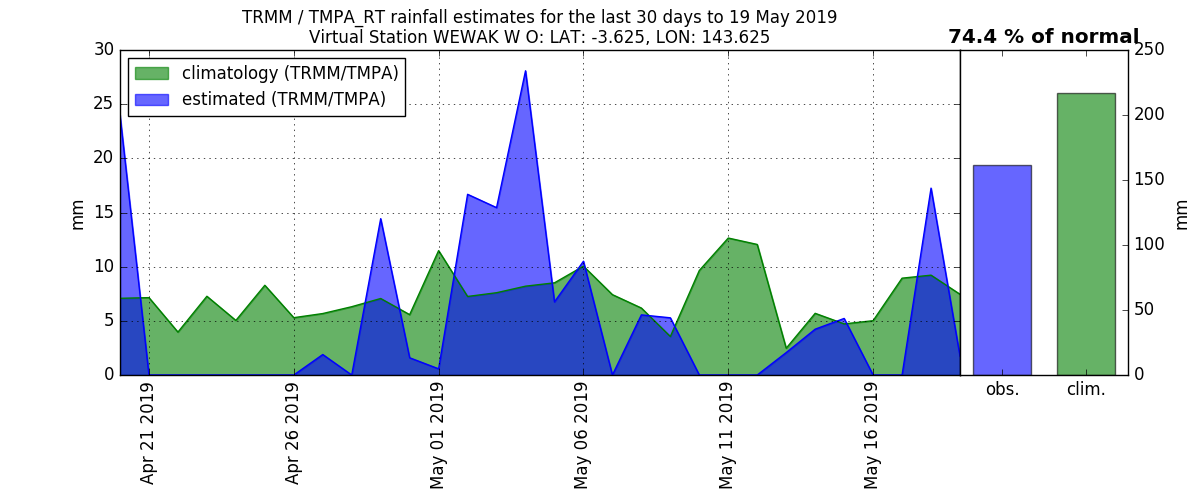 TRMM / TMPA_RT rainfall estimates for the last 30 days to 19 May 2019
Virtual Station WEWAK W O: LAT: -3.625, LON: 143.625
74.4 % of normal
climatology (TRMM/TMPA)
estimated (TRMM/TMPA)
30
25
20
15
10
5
0
mm
Apr 21 2019
Apr 26 2019
May 01 2019
May 06 2019
May 11 2019
May 16 2019
obs.
clim.
250
200
150
100
50
0
mm